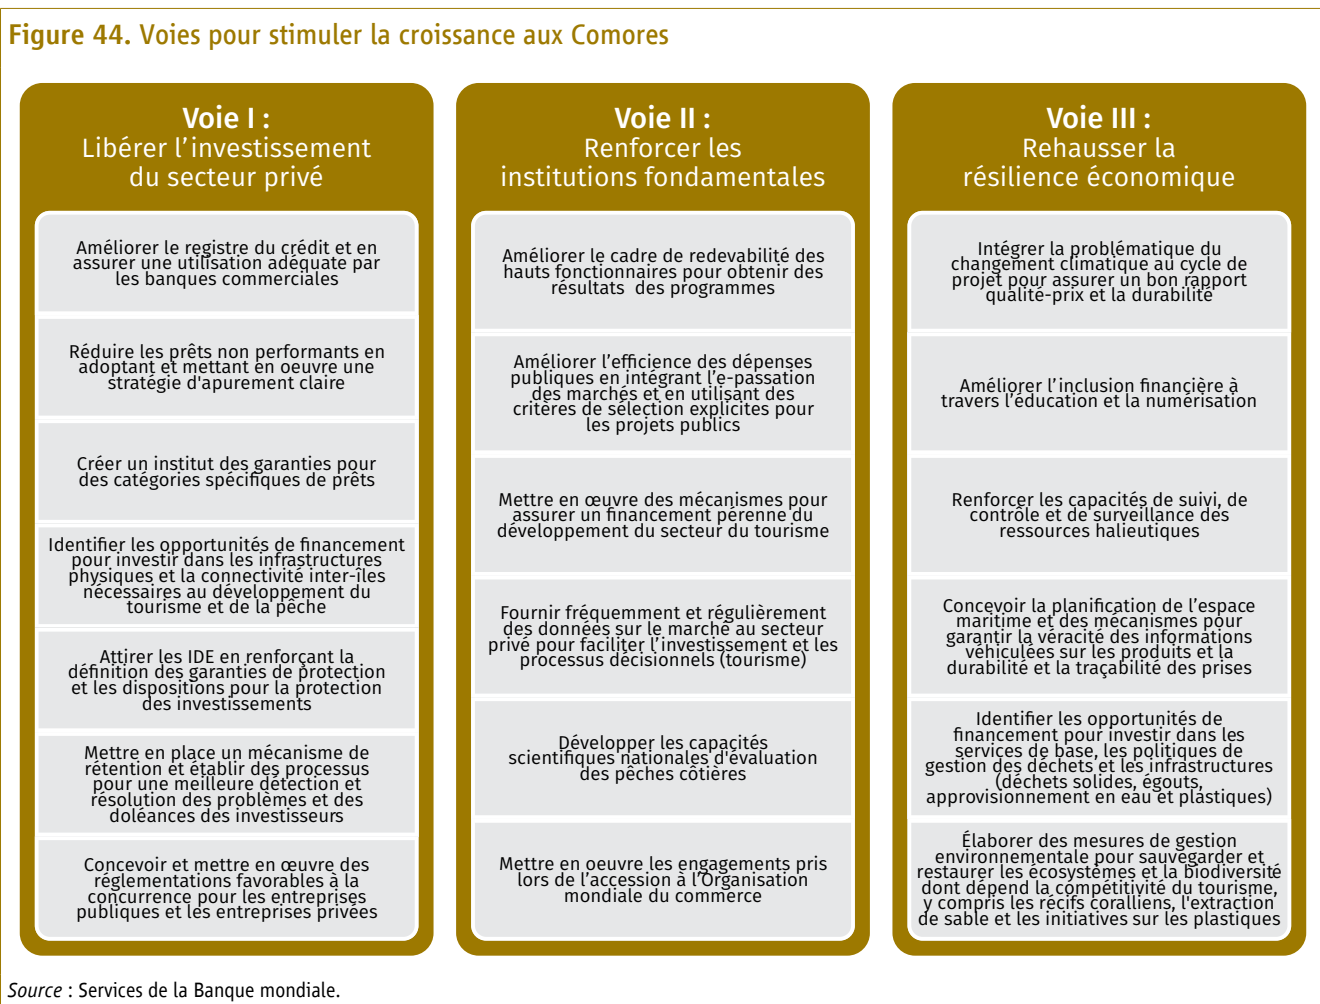 Figure 44. Voies pour stimuler la croissance aux Comores
Voie I :
Libérer l’investissement
du secteur privé
Améliorer le registre du crédit et en
assurer une utilisation adéquate par
les banques commerciales
Réduire les prêts non performants en
adoptant et mettant en oeuvre une
stratégie d'apurement claire
Créer un institut des garanties pour
des catégories spécifiques de prêts
Identifier les opportunités de financement
pour investir dans les infrastructures
physiques et la connectivité inter-îles
nécessaires au développement du
tourisme et de la pêche
Attirer les IDE en renforçant la
définition des garanties de protection
et les dispositions pour la protection
des investissements
Mettre en place un mécanisme de
rétention et établir des processus
pour une meilleure détection et
résolution des problèmes et des
doléances des investisseurs
Concevoir et mettre en œuvre des
réglementations favorables à la
concurrence pour les entreprises
publiques et les entreprises privées
Voie II :
Renforcer les
institutions fondamentales
Améliorer le cadre de redevabilité des
hauts fonctionnaires pour obtenir des
résultats des programmes
Améliorer l’efficience des dépenses
publiques en intégrant l’e-passation
des marchés et en utilisant des
critères de sélection explicites pour
les projets publics
Mettre en œuvre des mécanismes pour
assurer un financement pérenne du
développement du secteur du tourisme
Fournir fréquemment et régulièrement
des données sur le marché au secteur
privé pour faciliter l’investissement et les
processus décisionnels (tourisme)
Développer les capacités
scientifiques nationales d'évaluation
des pêches côtières
Mettre en oeuvre les engagements pris
lors de l’accession à l’Organisation
mondiale du commerce
Voie III :
Rehausser la
résilience économique
Intégrer la problématique du
changement climatique au cycle de
projet pour assurer un bon rapport
qualité-prix et la durabilité
Améliorer l’inclusion financière à
travers l’éducation et la numérisation
Renforcer les capacités de suivi, de
contrôle et de surveillance des
ressources halieutiques
Concevoir la planification de l’espace
maritime et des mécanismes pour
garantir la véracité des informations
véhiculées sur les produits et la
durabilité et la traçabilité des prises
Identifier les opportunités de
financement pour investir dans les
services de base, les politiques de
gestion des déchets et les infrastructures
(déchets solides, égouts,
approvisionnement en eau et plastiques)
Élaborer des mesures de gestion
environnementale pour sauvegarder et
restaurer les écosystèmes et la biodiversité
dont dépend la compétitivité du tourisme,
y compris les récifs coralliens, l'extraction
de sable et les initiatives sur les plastiques
Source : Services de la Banque mondiale.